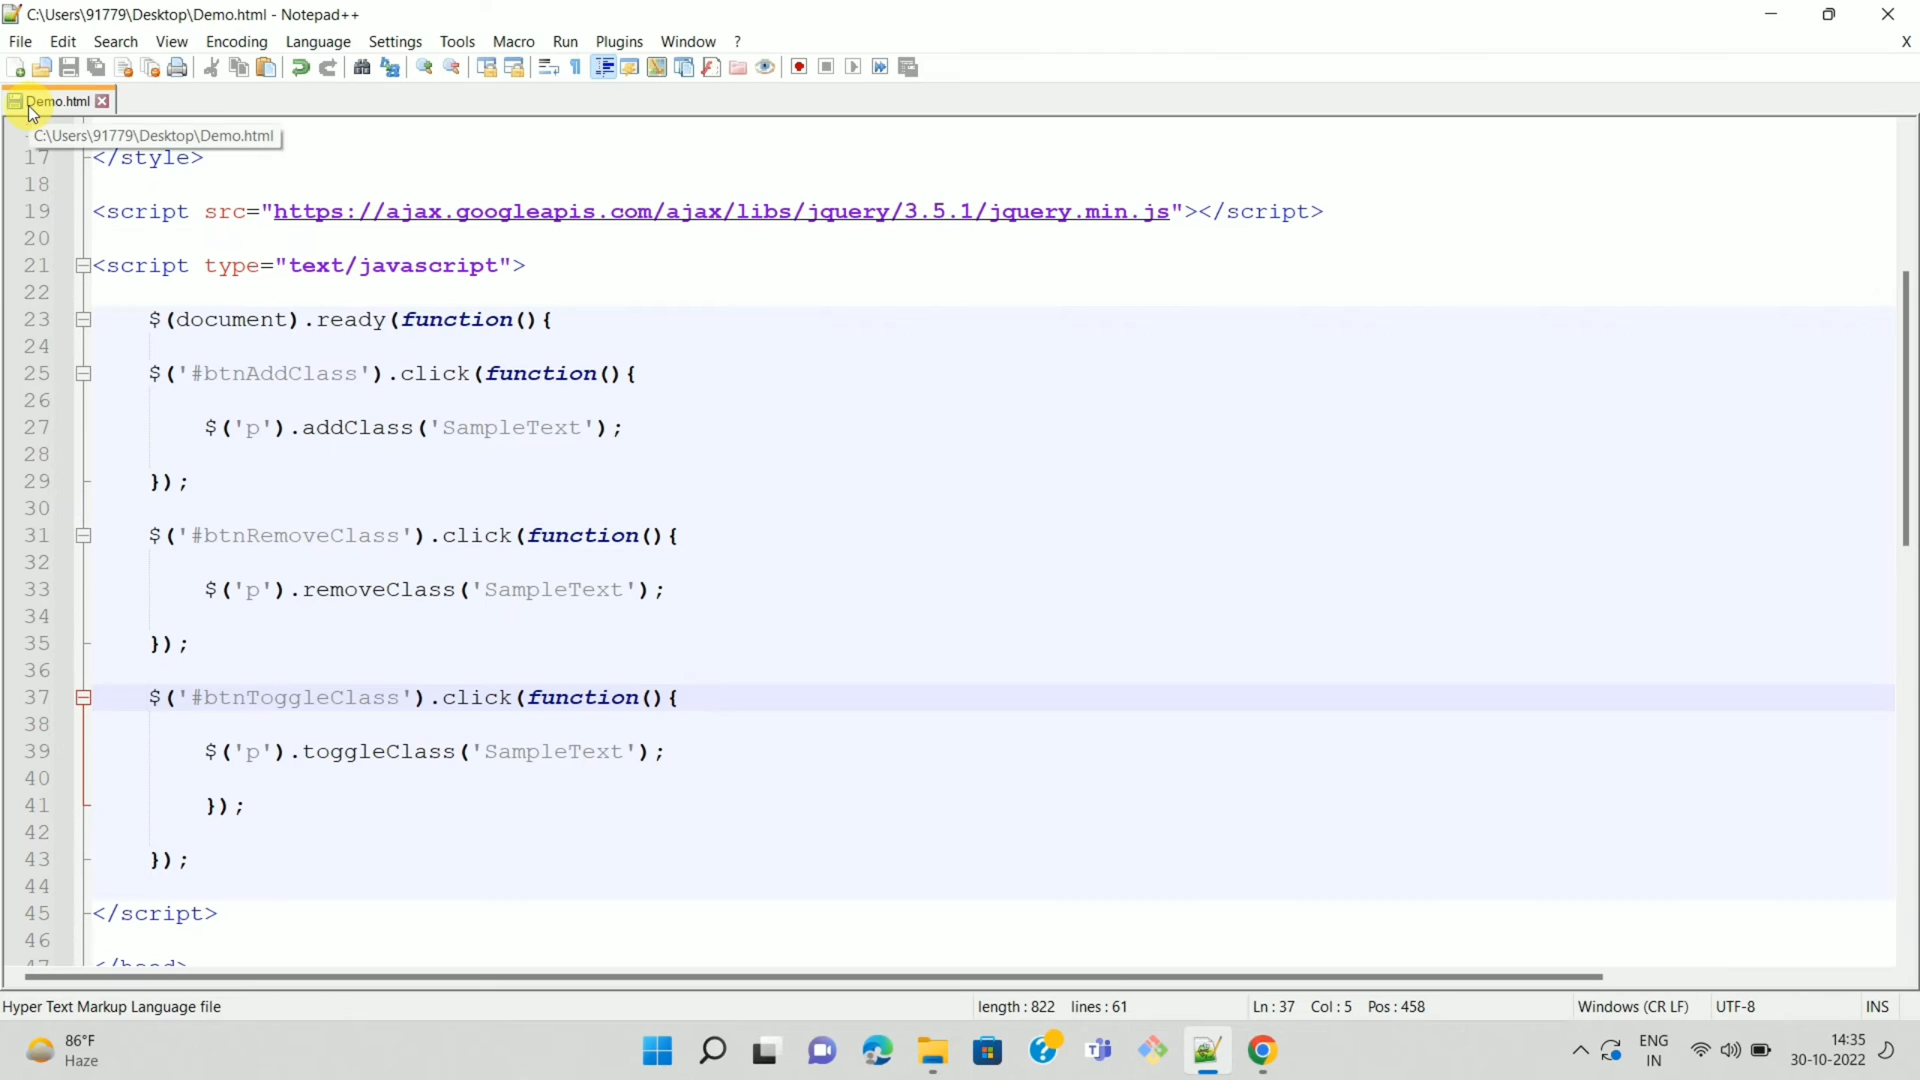 C:\Users\91779\Desktop\Demo.html - Notepad++
File Edit Search View Encoding Language Settings Tools Macro Run Plugins Window ? X
Demo.html
C:\Users\91779\Desktop\Demo.html
17 </style>
18
19 <script src="https://ajax.googleapis.com/ajax/libs/jquery/3.5.1/jquery.min.js"></script>
20
21 <script type="text/javascript">
22
23 $(document).ready(function(){
24
25 $('#btnAddClass').click(function(){
26
27 $('p').addClass('SampleText');
28
29 });
30
31 $('#btnRemoveClass').click(function(){
32
33 $('p').removeClass('SampleText');
34
35 });
36
37 $('#btnToggleClass').click(function(){
38
39 $('p').toggleClass('SampleText');
40
41 });
42
43 });
44
45 </script>
46
47 </head>
Hyper Text Markup Language file length : 822 lines : 61 Ln : 37 Col : 5 Pos : 458 Windows (CR LF) UTF-8 INS
86°F
Haze
ENG
IN
14:35
30-10-2022